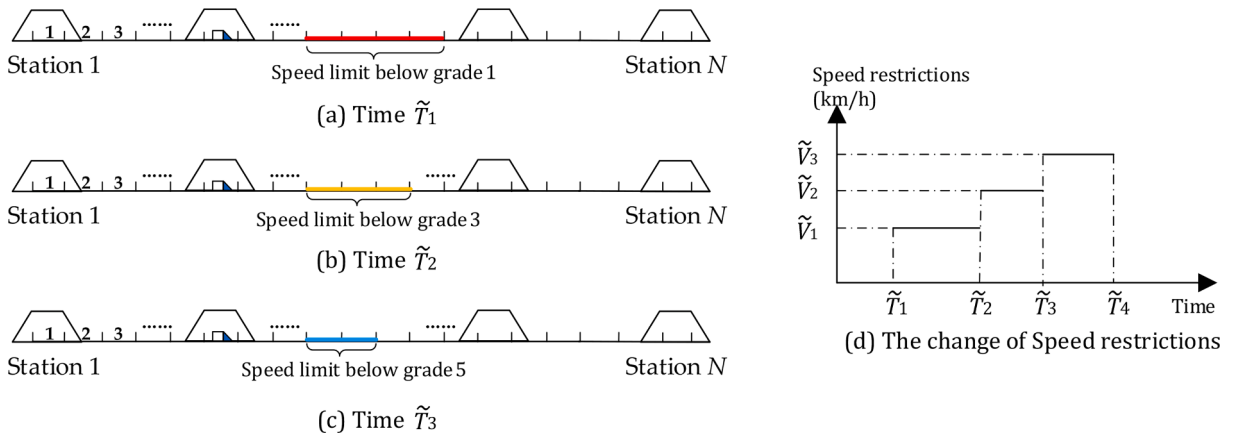 1 2 3 ...... ......
Station 1
Station N
Speed limit below grade 1
(a) Time T̃1
1 2 3 ...... ...... ......
Station 1
Station N
Speed limit below grade 3
(b) Time T̃2
1 2 3 ...... ...... ......
Station 1
Station N
Speed limit below grade 5
(c) Time T̃3
Speed restrictions
(km/h)
Ṽ3
Ṽ2
Ṽ1
T̃1 T̃2 T̃3 T̃4 Time
(d) The change of Speed restrictions